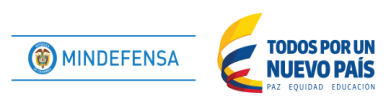 MINDEFENSA
TODOS POR UN
NUEVO PAÍS
PAZ EQUIDAD EDUCACIÓN